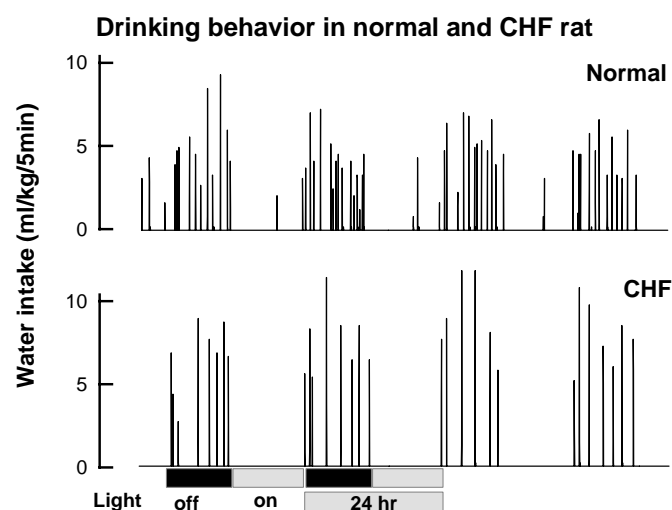 Drinking behavior in normal and CHF rat
Normal
Water intake (ml/kg/5min)
10
5
0
CHF
10
5
0
Light off on 24 hr